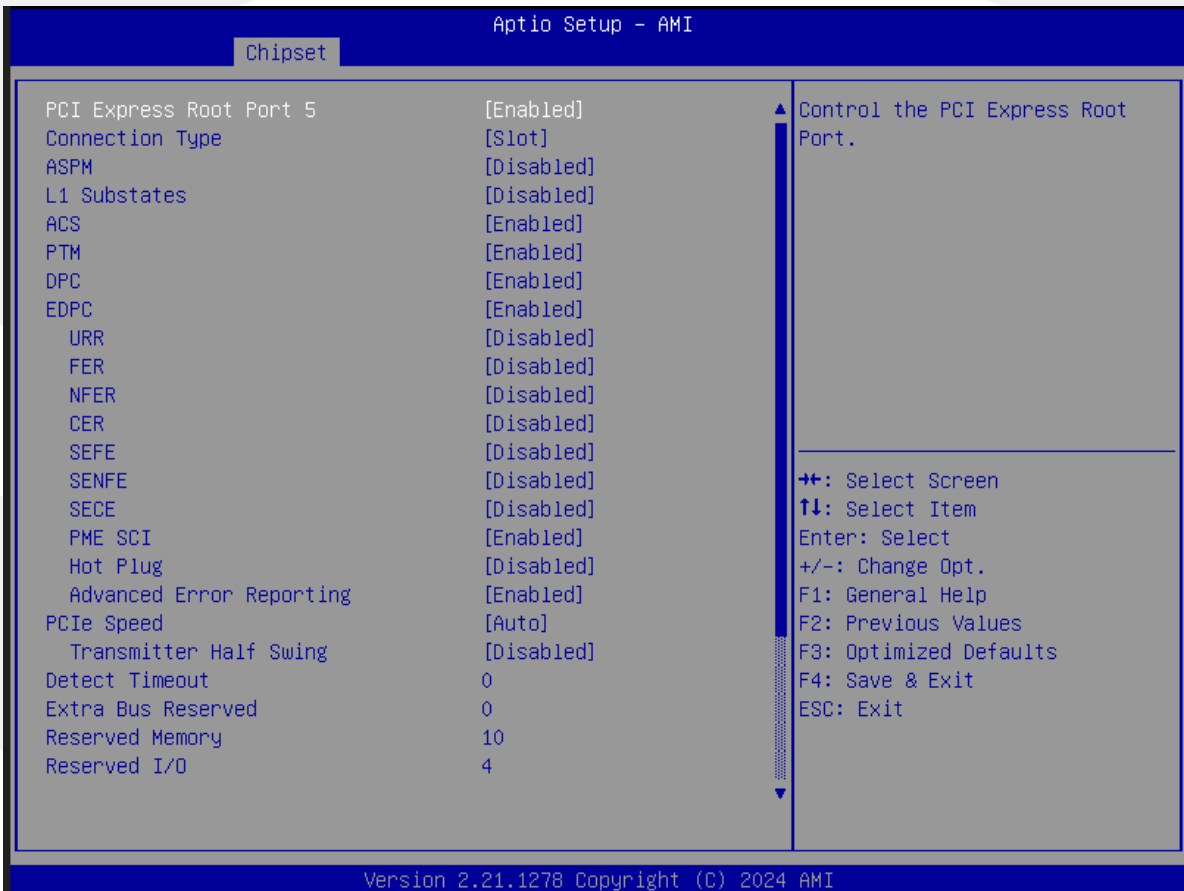 Aptio Setup – AMI
Chipset
PCI Express Root Port 5 [Enabled]
Connection Type [Slot]
ASPM [Disabled]
L1 Substates [Disabled]
ACS [Enabled]
PTM [Enabled]
DPC [Enabled]
EDPC [Enabled]
URR [Disabled]
FER [Disabled]
NFER [Disabled]
CER [Disabled]
SEFE [Disabled]
SENFE [Disabled]
SECE [Disabled]
PME SCI [Enabled]
Hot Plug [Disabled]
Advanced Error Reporting [Enabled]
PCIe Speed [Auto]
Transmitter Half Swing [Disabled]
Detect Timeout 0
Extra Bus Reserved 0
Reserved Memory 10
Reserved I/O 4
Control the PCI Express Root
Port.
→←: Select Screen
↑↓: Select Item
Enter: Select
+/-: Change Opt.
F1: General Help
F2: Previous Values
F3: Optimized Defaults
F4: Save & Exit
ESC: Exit
Version 2.21.1278 Copyright (C) 2024 AMI